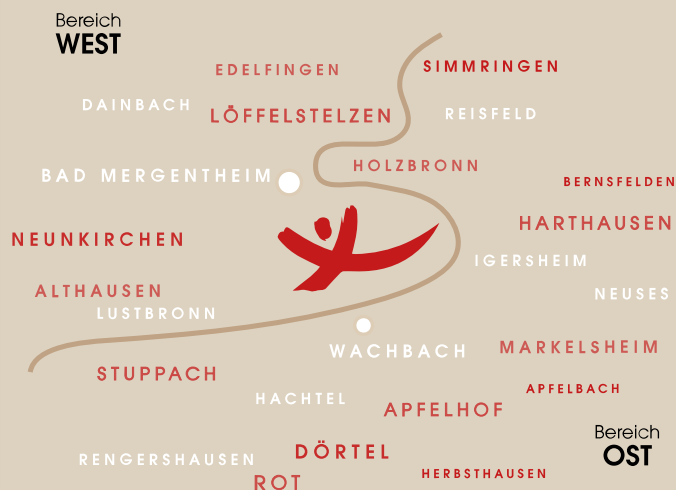 Bereich
WEST
EDELFINGEN
SIMMRINGEN
DAINBACH
LÖFFELSTELZEN
REISFELD
HOLZBRONN
BAD MERGENTHEIM
BERNSFELDEN
HARTHAUSEN
NEUNKIRCHEN
IGERSHEIM
ALTHAUSEN
NEUSES
LUSTBRONN
WACHBACH
MARKELSHEIM
STUPPACH
APFELBACH
HACHTEL
APFELHOF
Bereich
OST
DÖRTEL
RENGERSHAUSEN
HERBSTHAUSEN
ROT